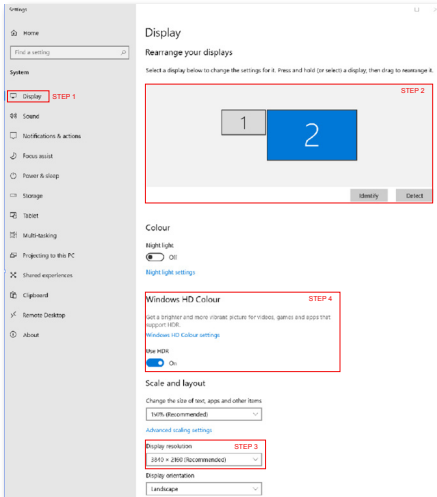 Settings
Home
Find a setting
System
Display STEP 1
Sound
Notifications & actions
Focus assist
Power & sleep
Storage
Tablet
Multi-tasking
Projecting to this PC
Shared experiences
Clipboard
Remote Desktop
About
Display
Rearrange your displays
Select a display below to change the settings for it. Press and hold (or select) a display, then drag to rearrange it.
STEP 2
1
2
Identify Detect
Colour
Night light
Off
Night light settings
Windows HD Colour STEP 4
Get a brighter and more vibrant picture for videos, games and apps that
support HDR.
Windows HD Colour settings
Use HDR
On
Scale and layout
Change the size of text, apps and other items
150% (Recommended)
Advanced scaling settings
Display resolution STEP 3
3840 × 2160 (Recommended)
Display orientation
Landscape